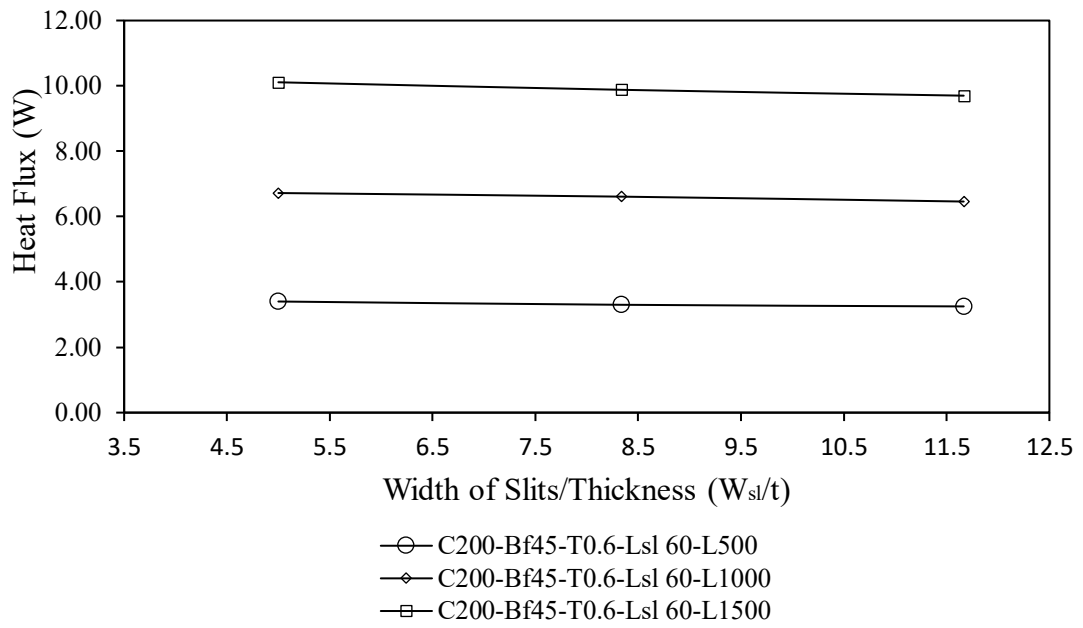 12.00
10.00
8.00
6.00
4.00
2.00
0.00
Heat Flux (W)
3.5 4.5 5.5 6.5 7.5 8.5 9.5 10.5 11.5 12.5
Width of Slits/Thickness (Wsl/t)
C200-Bf45-T0.6-Lsl 60-L500
C200-Bf45-T0.6-Lsl 60-L1000
C200-Bf45-T0.6-Lsl 60-L1500